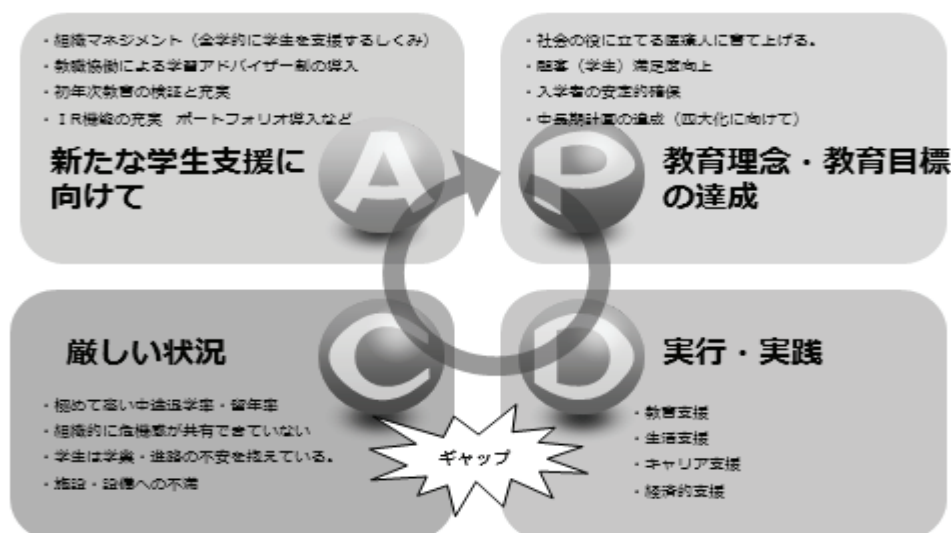 ・組織マネジメント（全学的に学生を支援するしくみ）
・教職協働による学習アドバイザー制の導入
・初年次教育の検証と充実
・ＩＲ機能の充実　ポートフォリオ導入など
新たな学生支援に
向けて
A
・社会の役に立てる医療人に育て上げる。
・顧客（学生）満足度向上
・入学者の安定的確保
・中長期計画の達成（四大化に向けて）
P
教育理念・教育目標
の達成
厳しい状況
C
・極めて高い中途退学率・留年率
・組織的に危機感が共有できていない
・学生は学業・進路の不安を抱えている。
・施設・設備への不満
ギャップ
D
実行・実践
・教育支援
・生活支援
・キャリア支援
・経済的支援